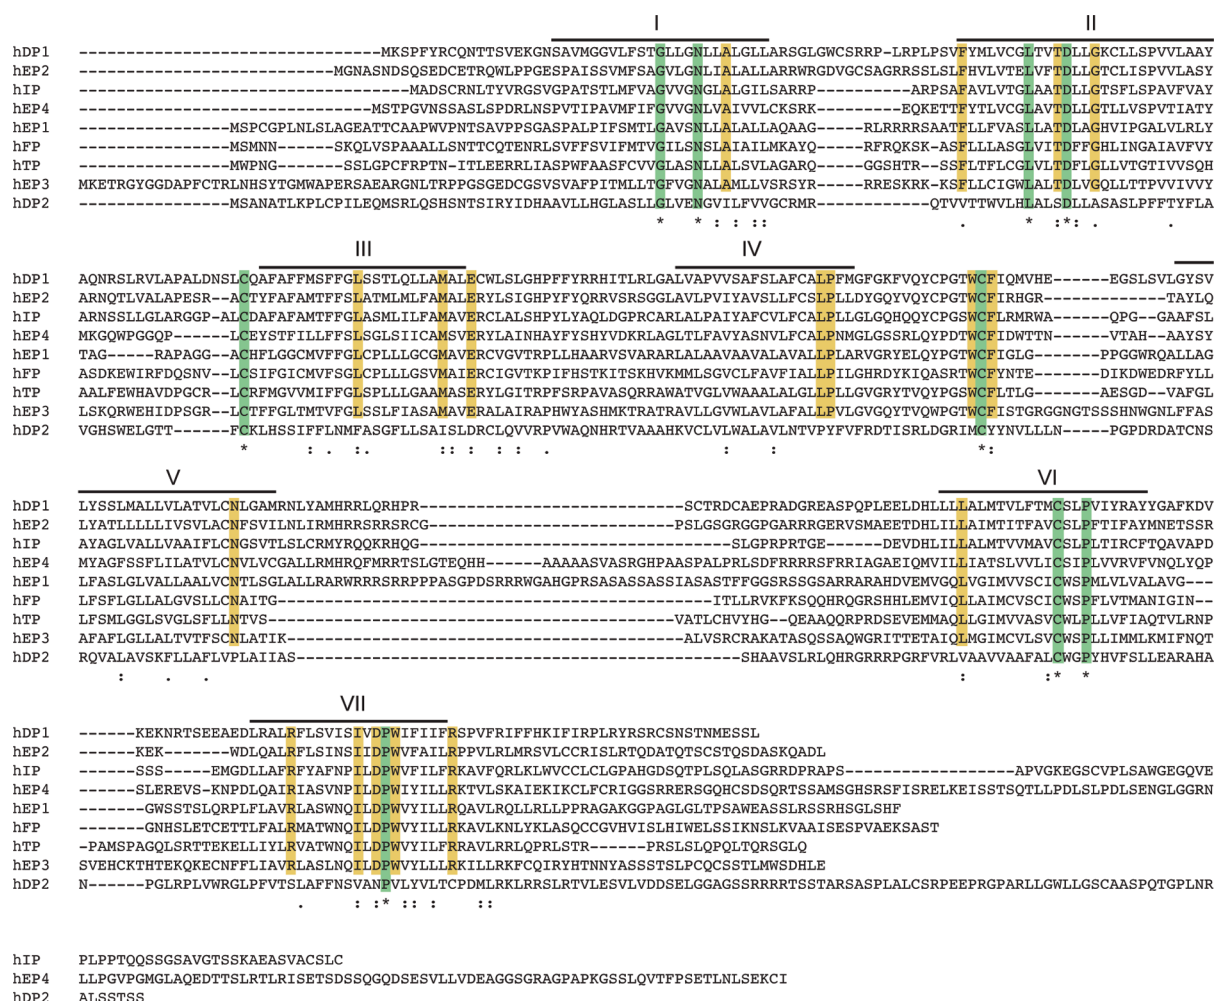 I II
hDP1 --------------------------------MKSPFYRCQNTTSVEKGNSAVMGGVLFSTGLLGNLLALGLLARSGLGWCSRRP-LRPLPSVFYMLVCGLTVTDLLGKCLLSPVVLAAY
hEP2 ---------------------------MGNASNDSQSEDCETRQWLPPGESPAISSVMFSAGVLGNLIALALLARRWRGDVGCSAGRRSSLSLFHVLVTELVFTDLLGTCLISPVVLASY
hIP -----------------------------------MADSCRNLTYVRGSVGPATSTLMFVAGVVGNGLALGILSARRP------ARPSAFAVLVTGLAATDLLGTSFLSPAVFVAY
hEP4 -------------------------------MSTPGVNSSASLSPDRLNSPVTIPAVMFIFGVVGNLVAIVVLCKSRK---------EQKETTFYTLVCGLAVTDLLGTLLVSPVTIATY
hEP1 ----------------MSPCGPLNLSLAGEATTCAAPWVPNTSAVPPSGASPALPIFSMTLGAVSNLLALALLAQAAG-----RLRRRRSAATFLLFVASLLATDLAGHVIPGALVLRLY
hFP ----------------MSMNN------SKQLVSPAAALLSNTTCQTENRLSVFFSVIFMTVGILSNSLAIAILMKAYQ-----RFRQKSK-ASFLLLASGLVITDFFGHLINGAIAVFVY
hTP ----------------MWPNG------SSLGPCFRPTN-ITLEERRLIASPWFAASFCVVGLASNLLALSVLAGARQ------GGSHTR-SSFLTFLCGLVLTDFLGLLVTGTIVVSQH
hEP3 MKETRGYGGDAPFCTRLNHSYTGMWAPERSAEARGNLTRPPGSGEDCGSVSVAFPITMLLTGFVGNALAMLLVSRSYR-----RRESKRK-KSFLLCIGWLALTDLVGQLLTTPVVIVVY
hDP2 ----------------MSANATLKPLCPILEQMSRLQSHSNTSIRYIDHAAVLLHGLASLLGLVENGVILFVVGCRMR------------QTVVTTWVLHLALSDLLASASLPFFTYFLA
* * : : :: . * :*: . .
III IV
hDP1 AQNRSLRVLAPALDNSLCQAFAFFMSFFGLSSTLQLLAMALECWLSLGHPFFYRRHITLRLGALVAPVVSAFSLAFCALPFMGFGKFVQYCPGTWCFIQMVHE-----EGSLSVLGYSV
hEP2 ARNQTLVALAPESR--ACTYFAFAMTFFSLATMLMLFAMALERYLSIGHPYFYQRRVSRSGGLAVLPVIYAVSLLFCSLPLLDYGQYVQYCPGTWCFIRHGR-------------TAYLQ
hIP ARNSSLLGLARGGP-ALCDAFAFAMTFFGLASMLILFAMAVERCLALSHPYLYAQLDGPRCARLALPAIYAFCVLFCALPLLGLGQHQQYCPGSWCFLRMRWA-----QPG--GAAFSL
hEP4 MKGQWPGGQP-----LCEYSTFILLFFSLSGLSIICAMSVERYLAINHAYFYSHYVDKRLAGLTLFAVYASNVLFCALPNMGLGSSRLQYPDTWCFIDWTTN-----VTAH--AAYSY
hEP1 TAG-----RAPAGG--ACHFLGGCMVFFGLCPLLLGCGMAVERCVGVTRPLLHAARVSVARARLALAAVAAVALAVALLPLARVGRYELQYPGTWCFIGLG------PPGGWRQALLAG
hFP ASDKEWIRFDQSNV--LCSIFGICMVFSGLCPLLLGSVMAIERCIGVTKPIFHSTKITSKHVKMMLSGVCLFAVFIALLPILGHRDYKIQASRTWCFYNTE------DIKDWEDRFYLL
hTP AALFEWHAVDPGCR--LCRFMGVVMIFFGLSPLLLGAAMASERYLGITRPFSRPAVASQRRAWATVGLVWAAALALGLLPLLGVGRYTVQYPGSWCFLTLG------AESGD--VAFGL
hEP3 LSKQRWEHIDPSGR--LCTFFGLTMTVFGLSSLFIASAMAVERALAIRAPHWYASHMKTRATRAVLLGVWLAVLAFALLPVLGVGQYTVQWPGTWCFISTGRGGNGTSSSHNWGNLFFAS
hDP2 VGHSWELGTT------FCKLHSSIFFLNMFASGFLLSAISLDRCLQVVRPVWAQNHRTVAAAHKVCLVLWALAVLNTVPYFVFRDTISRLDGRIMCYYNVLLLN-----PGPDRDATCNS
* : . :. :: : : . : : *:
V VI
hDP1 LYSSLMALLVLATVLCNLGAMRNLYAMHRRLQRHPR----------------------------SCTRDCAEPRADGREASPQPLEELDHLLLLALMTVLFTMCSLPVIYRAYYGAFKDV
hEP2 LYATLLLLLIVSVLACNFSVILNLIRMHRRSRRSRCG---------------------------PSLGSGRGGPGARRRGERVSMAEETDHLILLAIMTITFAVCSLPFTIFAYMNETSSR
hIP AYAGLVALLVAAIFLCNGSVTLSLCRMYRQQKRHQG----------------------------------SLGPRPRTGE-----DEVDHLILLALMTVVMAVCSLPLTIRCFTQAVAPD
hEP4 MYAGFSSFLILATVLCNVLVCGALLRMHRQFMRRTSLGTEQHH------AAAAASVASRGHPAASPALPRLSDFRRRRSFRRIAGAEIQMVILLIATSLVVLICSIPLVVRVFVNQLYQP
hEP1 LFASLGLVALLAALVCNTLSGLALLRARWRRRSRRPPPASGPDSRRRWGAHGPRSASASSASSIASASTFFGGSRSSGSARRARAHDVEMVGQLVGIMVVSCICWSPMLVLVALAVG---
hFP LFSFLGLLALGVSLLCNAITG----------------------------------------------ITLLRVKFKSQQHRQGRSHHLEMVIQLLAIMCVSCICWSPFLVTMANIGIN--
hTP LFSMLGGLSVGLSFLLNTVS--------------------------------------------VATLCHVYHG-QEAAQQRPRDSEVEMMAQLLGIMVVASVCWLPLLVFIAQTVLRNP
hEP3 AFAFLGLLALTVTFSCNLATIK-------------------------------------------ALVSRCRAKATASQSSAQWGRITTETAIQLMGIMCVLSVCWSPLLIMMLKMIFNQT
hDP2 RQVALAVSKFLLAFLVPLAIIAS-----------------------------------------------SHAAVSLRLQHRGRRRPGRFVRLVAAVVAAFALCWGPYHVFSLLEARAHA
: . . : :* *
VII
hDP1 ------KEKNRTSEEAEDLRALRFLSVISIVDPWIFIIFRSPVFRIFFHKIFIRPLRYRSRCSNSTNMESSL
hEP2 ------KEK------WDLQALRFLSINSIIDPWVFAILRPPVLRLMRSVLCCRISLRTQDATQTSCSTQSDASKQADL
hIP ------SSS-----EMGDLLAFRFYAFNPILDPWVFILFRKAVFQRLKLWVCCLCLGPAHGDSQTPLSQLASGRRDPRAPS------------------APVGKEGSCVPLSAWGEGQVE
hEP4 ------SLEREVS-KNPDLQAIRIASVNPILDPWIYILLRKTVLSKAIEKIKCLFCRIGGSRRERSGQHCSDSQRTSSAMSGHSRSFISRELKEISSTSQTLLPDLSLPDLSENGLGGRN
hEP1 -------GWSSTSLQRPLFLAVRLASWNQILDPWVYILLRQAVLRQLLRLLPPRAGAKGGPAGLGLTPSAWEASSLRSSRHSGLSHF
hFP -------GNHSLETCETTLFALRMATWNQILDPWVYILLRKAVLKNLYKLASQCCGVHVISLHIWELSSIKNSLKVAAISESPVAEKSAST
hTP -PAMSPAGQLSRTTEKELLIYLRVATWNQILDPWVYILFRRAVLRRLQPRLSTR------PRSLSLQPQLTQRSGLQ
hEP3 SVEHCKTHTEKQKECNFFLIAVRLASLNQILDPWVYLLLRKILLRKFCQIRYHTNNYASSSTSLPCQCSSTLMWSDHLE
hDP2 N------PGLRPLVWRGLPFVTSLAFFNSVANPVLYVLTCPDMLRKLRRSLRTVLESVLVDDSELGGAGSSRRRRTSSTARSASPLALCSRPEEPRGPARLLGWLLGSCAASPQTGPLNR
. : :* :: : ::
hIP PLPPTQQSSGSAVGTSSKAEASVACSLC
hEP4 LLPGVPGMGLAQEDTTSLRTLRISETSDSSQGQDSESVLLVDEAGGSGRAGPAPKGSSLQVTFPSETLNLSEKCI
hDP2 ALSSTSS